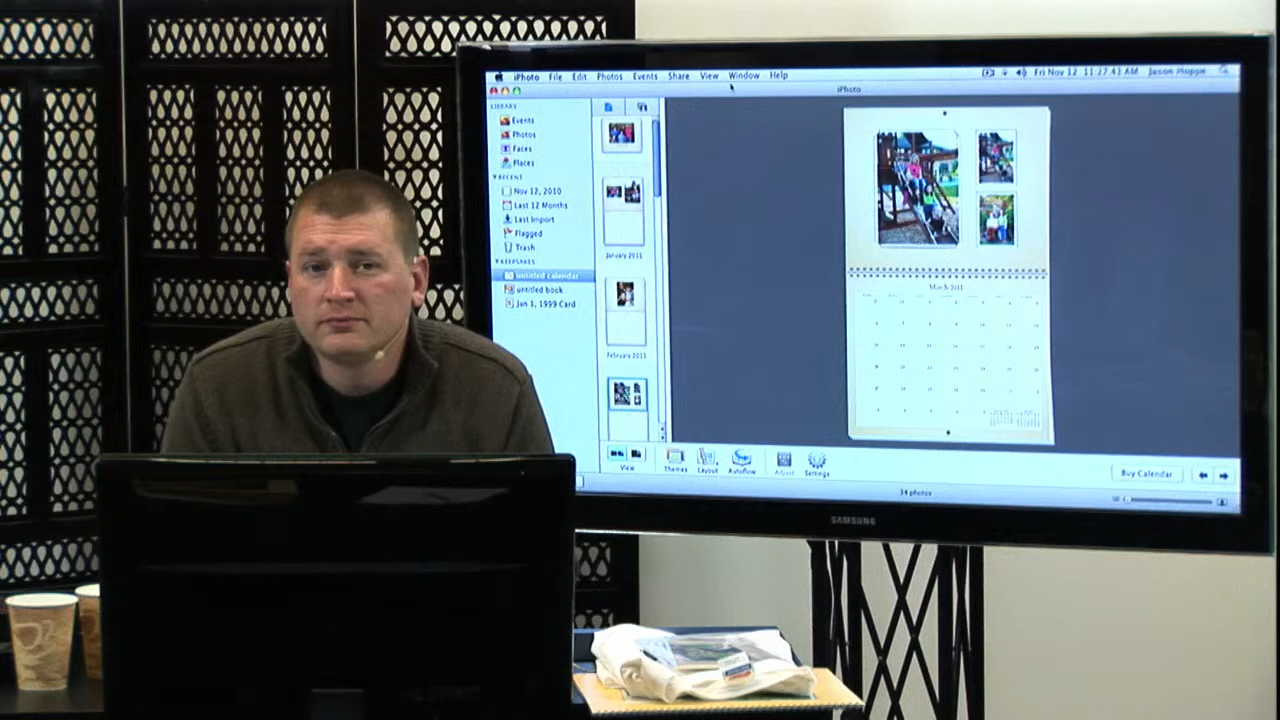 iPhoto File Edit Photos Events Share View Window Help
Fri Nov 12 11:27:43 AM Jason Hoppe
iPhoto
LIBRARY
Events
Photos
Faces
Places
RECENT
Nov 12, 2010
Last 12 Months
Last Import
Flagged
Trash
KEEPSAKES
untitled calendar
untitled book
Jan 1, 1999 Card
January 2011
February 2011
March 2011
View Themes Layout Autoflow Adjust Settings
Buy Calendar
34 photos
SAMSUNG